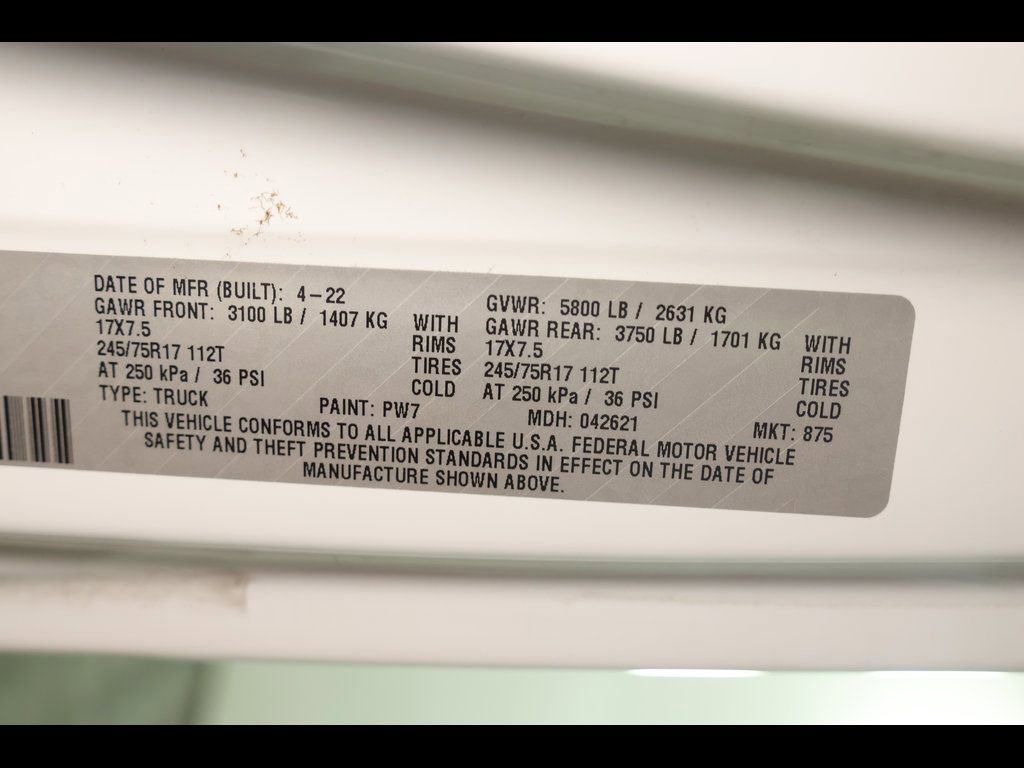 DATE OF MFR (BUILT): 4-22 GVWR: 5800 LB / 2631 KG
GAWR FRONT: 3100 LB / 1407 KG WITH GAWR REAR: 3750 LB / 1701 KG WITH
17X7.5 RIMS 17X7.5 RIMS
245/75R17 112T TIRES 245/75R17 112T TIRES
AT 250 kPa / 36 PSI COLD AT 250 kPa / 36 PSI COLD
TYPE: TRUCK PAINT: PW7 MDH: 042621 MKT: 875
THIS VEHICLE CONFORMS TO ALL APPLICABLE U.S.A. FEDERAL MOTOR VEHICLE
SAFETY AND THEFT PREVENTION STANDARDS IN EFFECT ON THE DATE OF
MANUFACTURE SHOWN ABOVE.